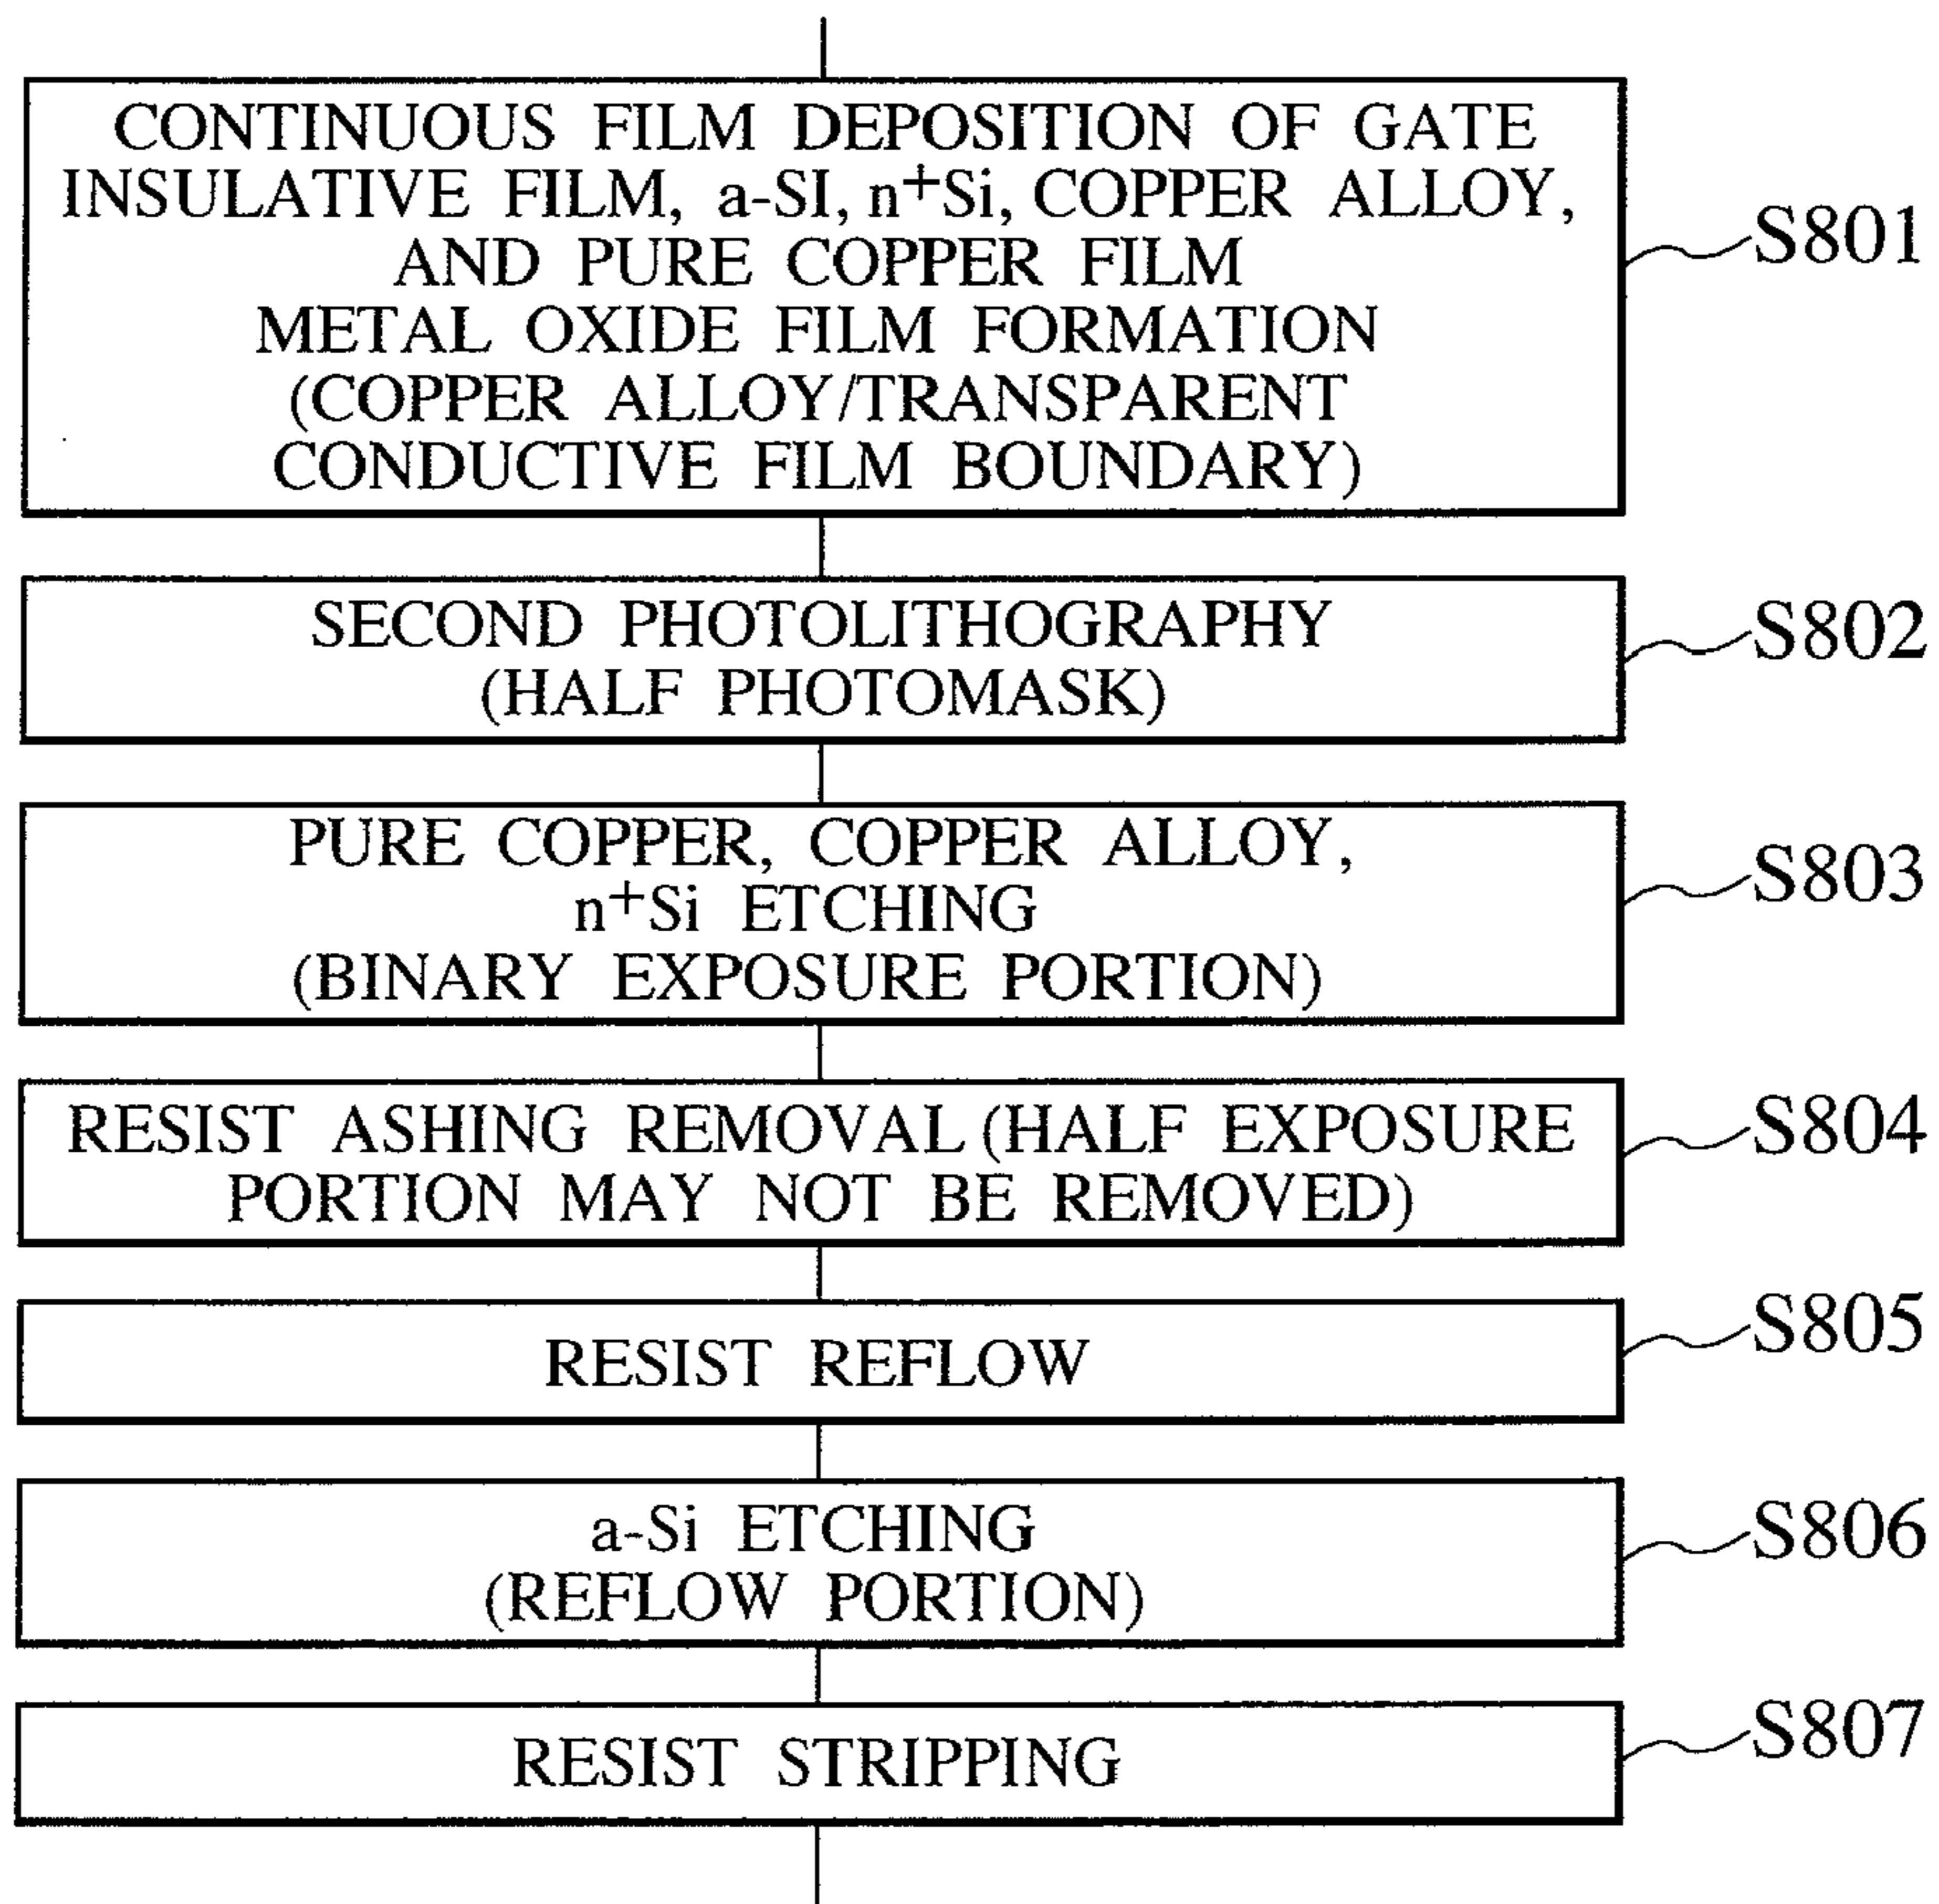 CONTINUOUS FILM DEPOSITION OF GATE
INSULATIVE FILM, a-SI, n+Si, COPPER ALLOY,
AND PURE COPPER FILM
METAL OXIDE FILM FORMATION
(COPPER ALLOY/TRANSPARENT
CONDUCTIVE FILM BOUNDARY)
S801
SECOND PHOTOLITHOGRAPHY
(HALF PHOTOMASK)
S802
PURE COPPER, COPPER ALLOY,
n+Si ETCHING
(BINARY EXPOSURE PORTION)
S803
RESIST ASHING REMOVAL (HALF EXPOSURE
PORTION MAY NOT BE REMOVED)
S804
RESIST REFLOW
S805
a-Si ETCHING
(REFLOW PORTION)
S806
RESIST STRIPPING
S807